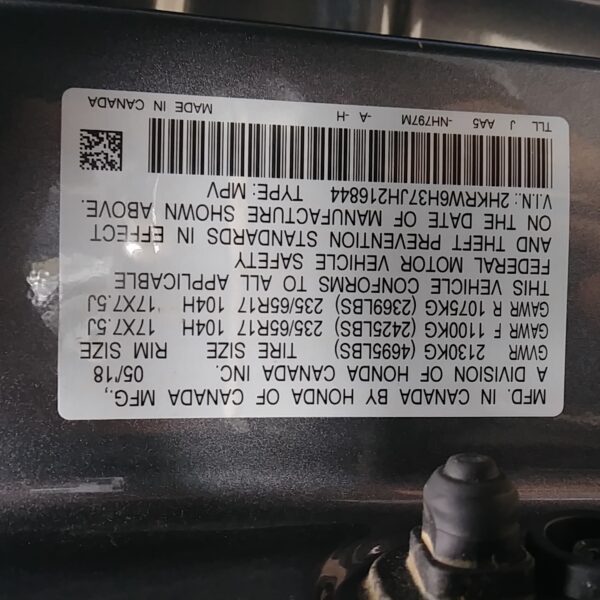 MFD. IN CANADA BY HONDA OF CANADA MFG.,
A DIVISION OF HONDA CANADA INC. 05/18
GVWR 2130KG (4695LBS) TIRE SIZE RIM SIZE
GAWR F 1100KG (2425LBS) 235/65R17 104H 17X7.5J
GAWR R 1075KG (2369LBS) 235/65R17 104H 17X7.5J
THIS VEHICLE CONFORMS TO ALL APPLICABLE
FEDERAL MOTOR VEHICLE SAFETY
AND THEFT PREVENTION STANDARDS IN EFFECT
ON THE DATE OF MANUFACTURE SHOWN ABOVE.
V.I.N.: 2HKRW6H37JH216844 TYPE: MPV
TLL J AA5 -NH797M -A -H MADE IN CANADA